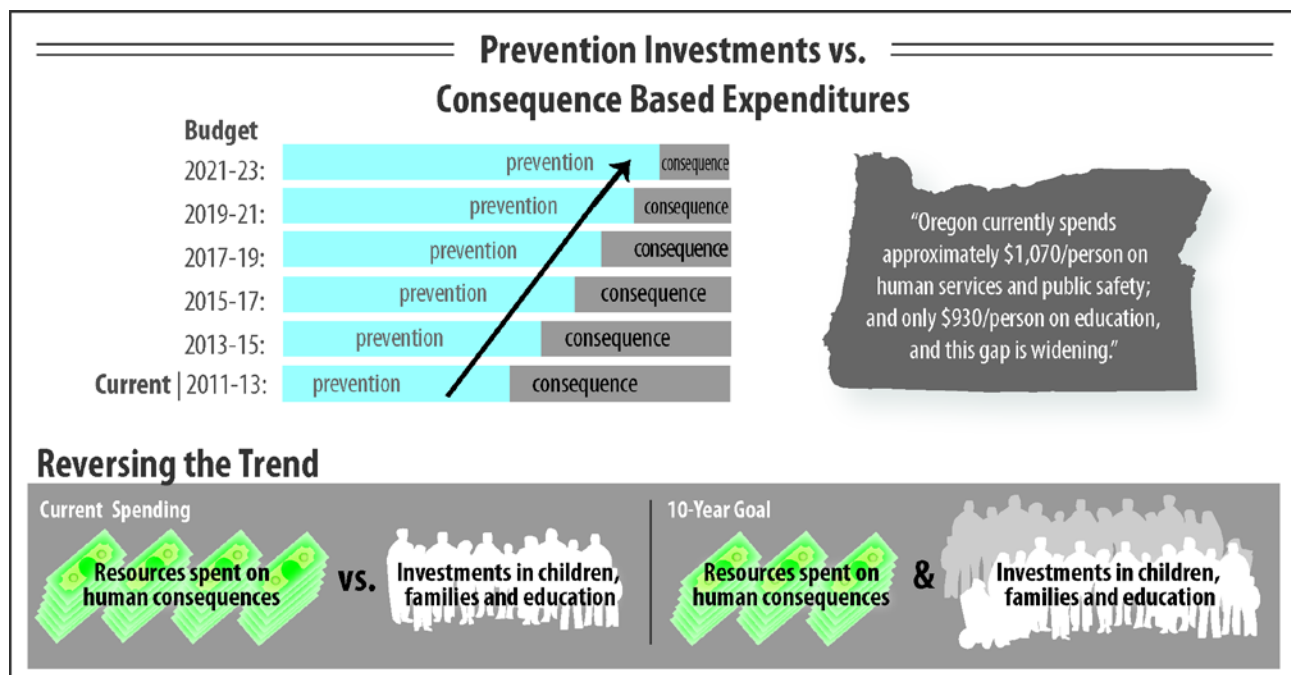 Prevention Investments vs.
Consequence Based Expenditures
Budget
2021-23: prevention consequence
2019-21: prevention consequence
2017-19: prevention consequence
2015-17: prevention consequence
2013-15: prevention consequence
Current | 2011-13: prevention consequence
“Oregon currently spends
approximately $1,070/person on
human services and public safety;
and only $930/person on education,
and this gap is widening.”
Reversing the Trend
Current Spending
Resources spent on
human consequences
vs.
Investments in children,
families and education
10-Year Goal
Resources spent on
human consequences
&
Investments in children,
families and education